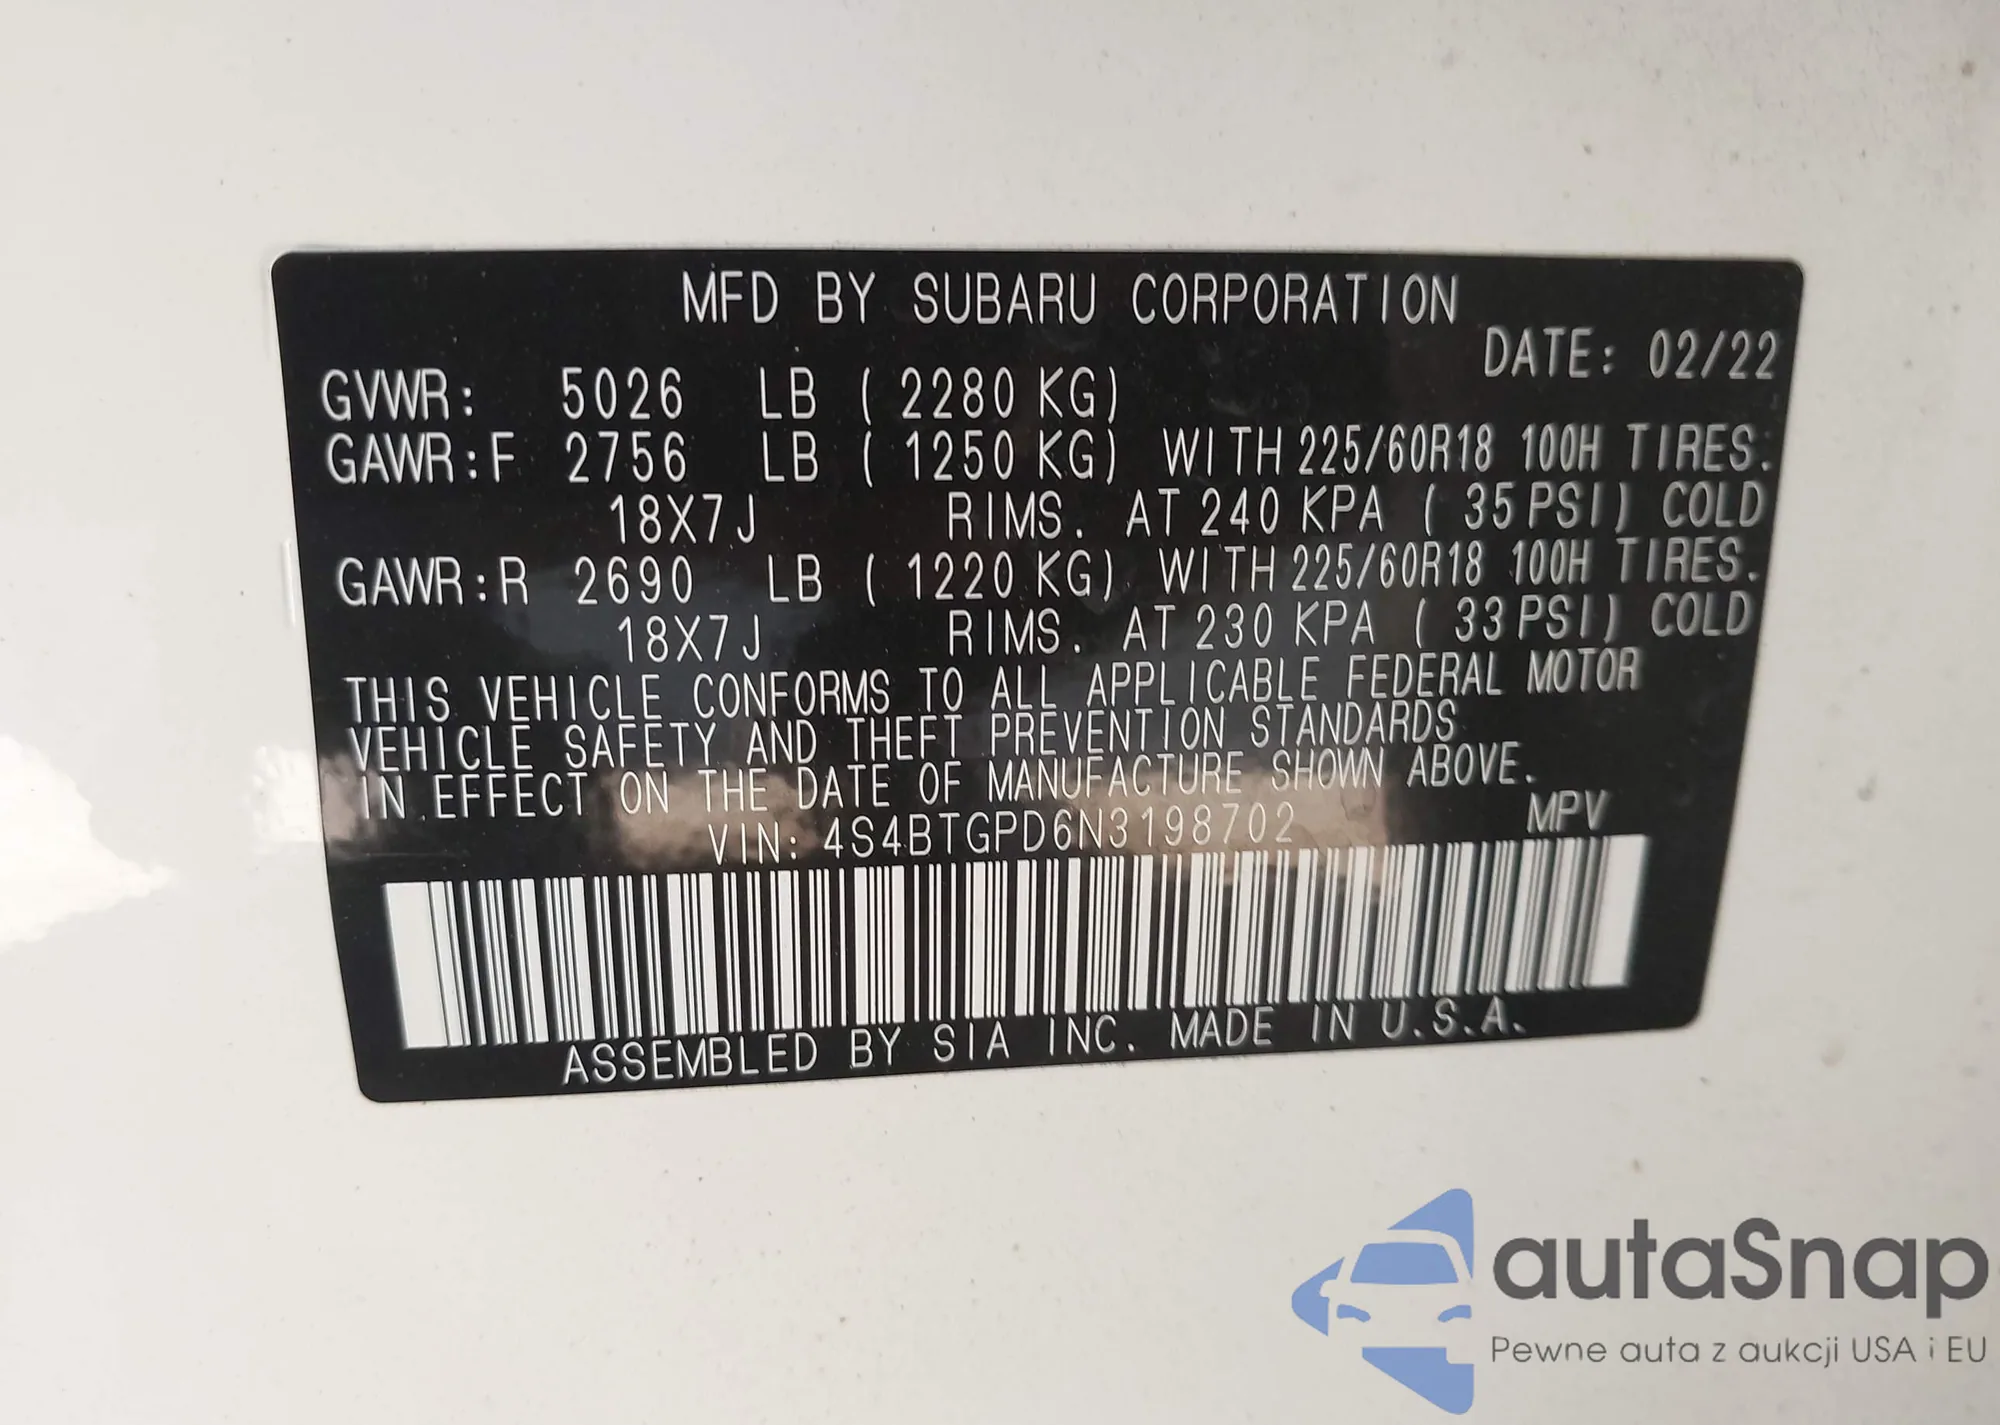 MFD BY SUBARU CORPORATION
DATE: 02/22
GVWR: 5026 LB ( 2280 KG)
GAWR:F 2756 LB ( 1250 KG) WITH 225/60R18 100H TIRES.
18X7J RIMS. AT 240 KPA ( 35 PSI) COLD
GAWR:R 2690 LB ( 1220 KG) WITH 225/60R18 100H TIRES.
18X7J RIMS. AT 230 KPA ( 33 PSI) COLD
THIS VEHICLE CONFORMS TO ALL APPLICABLE FEDERAL MOTOR
VEHICLE SAFETY AND THEFT PREVENTION STANDARDS
IN EFFECT ON THE DATE OF MANUFACTURE SHOWN ABOVE.
VIN: 4S4BTGPD6N3198702 MPV
ASSEMBLED BY SIA INC. MADE IN U.S.A.
autaSnap
Pewne auta z aukcji USA i EU